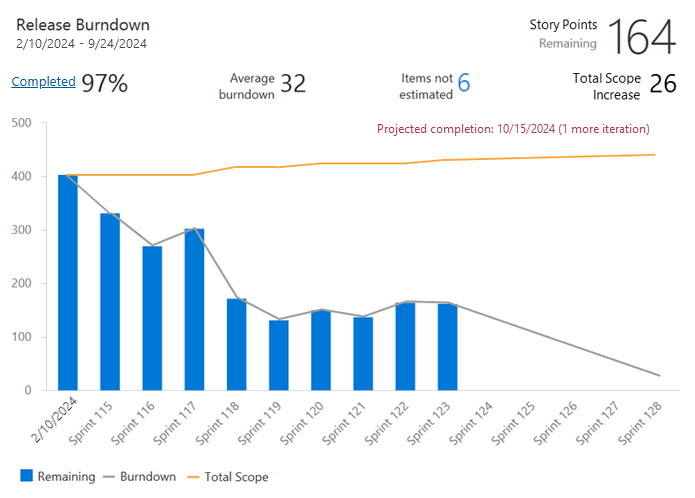 Release Burndown
2/10/2024 - 9/24/2024
Story Points
Remaining
164
Completed 97%
Average
burndown
32
Items not
estimated
6
Total Scope
Increase
26
Projected completion: 10/15/2024 (1 more iteration)
500
400
300
200
100
0
2/10/2024
Sprint 115
Sprint 116
Sprint 117
Sprint 118
Sprint 119
Sprint 120
Sprint 121
Sprint 122
Sprint 123
Sprint 124
Sprint 125
Sprint 126
Sprint 127
Sprint 128
Remaining
Burndown
Total Scope